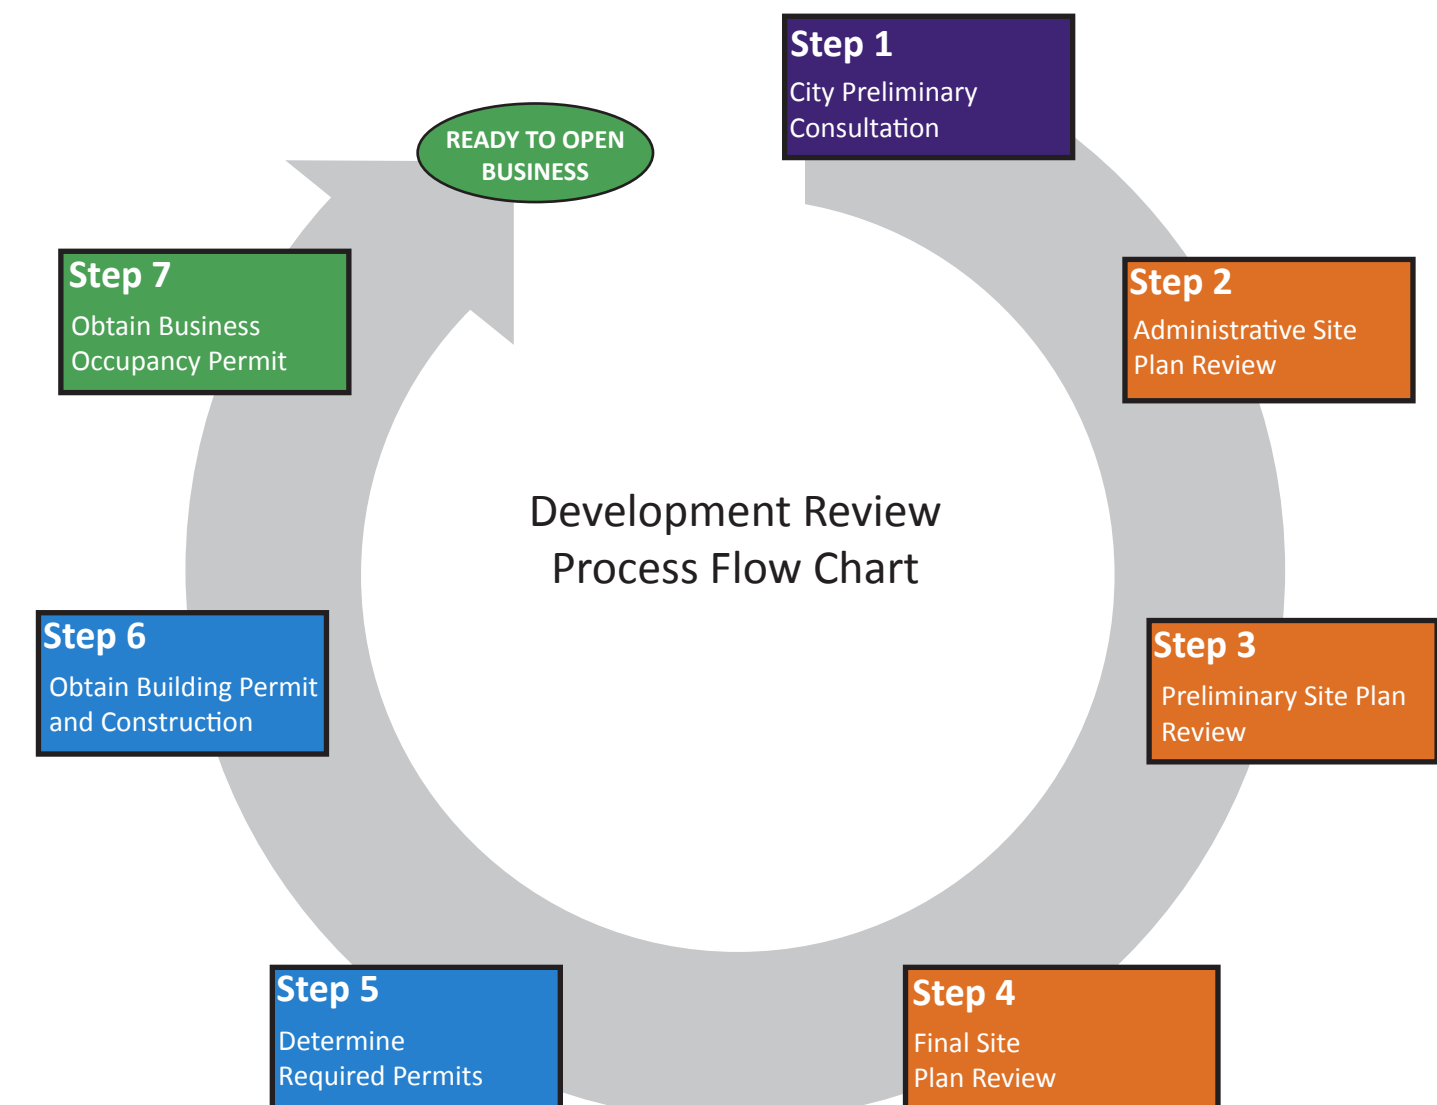 Step 1
City Preliminary
Consultation
READY TO OPEN
BUSINESS
Step 2
Administrative Site
Plan Review
Step 3
Preliminary Site Plan
Review
Step 4
Final Site
Plan Review
Step 5
Determine
Required Permits
Step 6
Obtain Building Permit
and Construction
Step 7
Obtain Business
Occupancy Permit
Development Review
Process Flow Chart